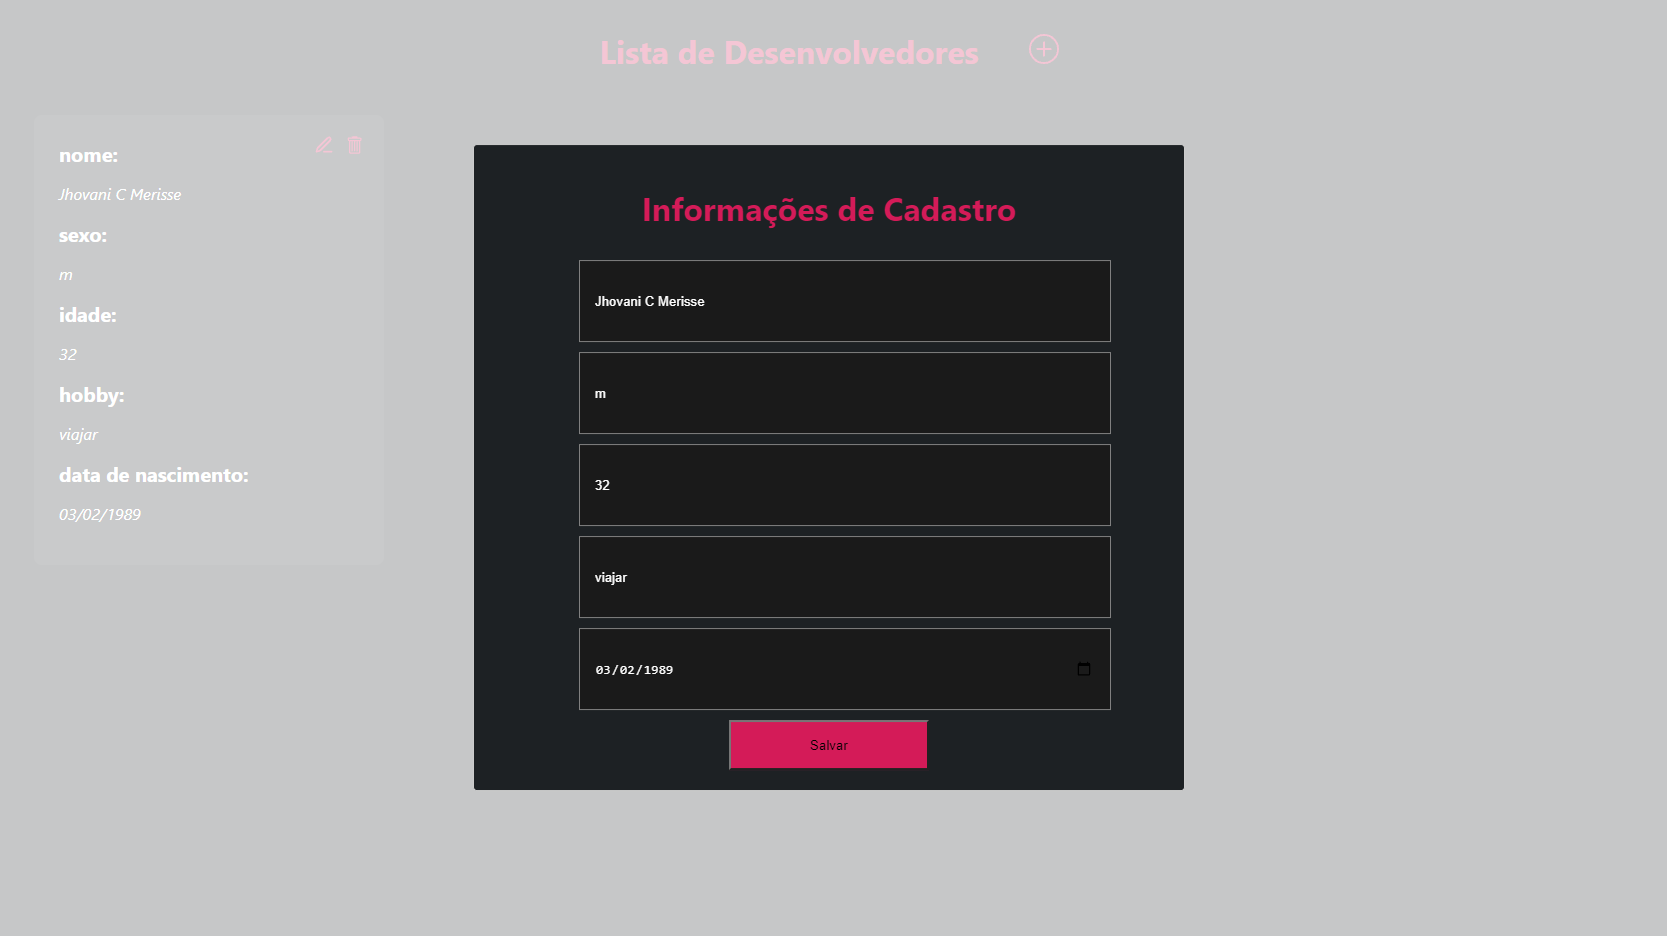 Lista de Desenvolvedores
nome:
Jhovani C Merisse
sexo:
m
idade:
32
hobby:
viajar
data de nascimento:
03/02/1989
Informações de Cadastro
Jhovani C Merisse
m
32
viajar
03/02/1989
Salvar